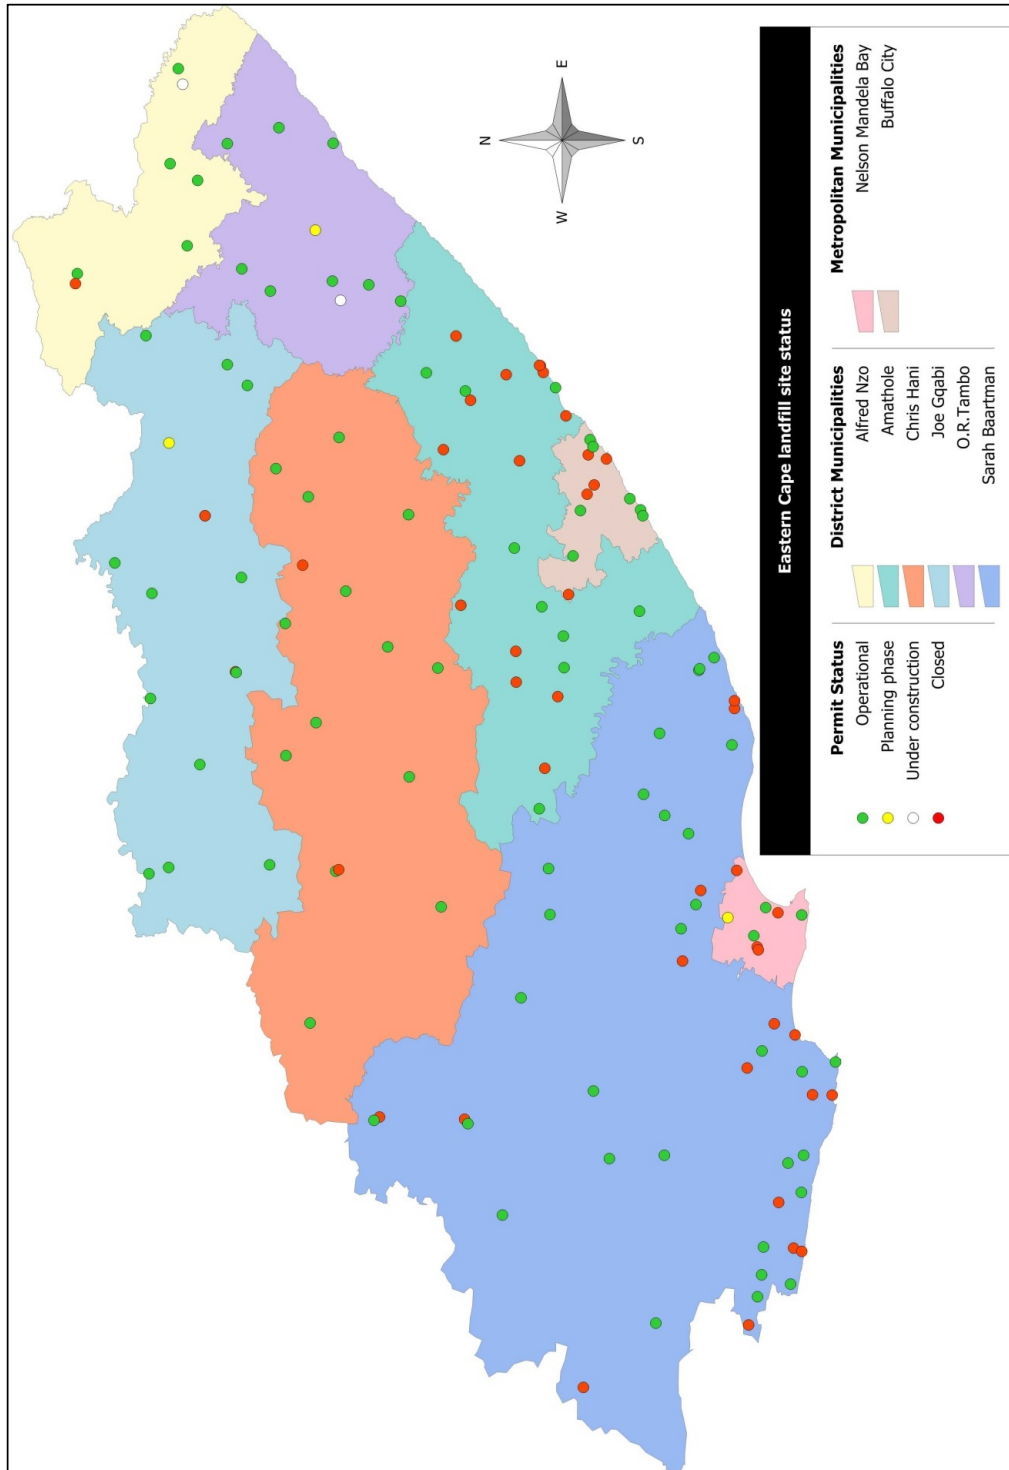 N
W
E
S
Eastern Cape landfill site status
Permit Status
Operational
Planning phase
Under construction
Closed
District Municipalities
Alfred Nzo
Amathole
Chris Hani
Joe Gqabi
O.R.Tambo
Sarah Baartman
Metropolitan Municipalities
Nelson Mandela Bay
Buffalo City